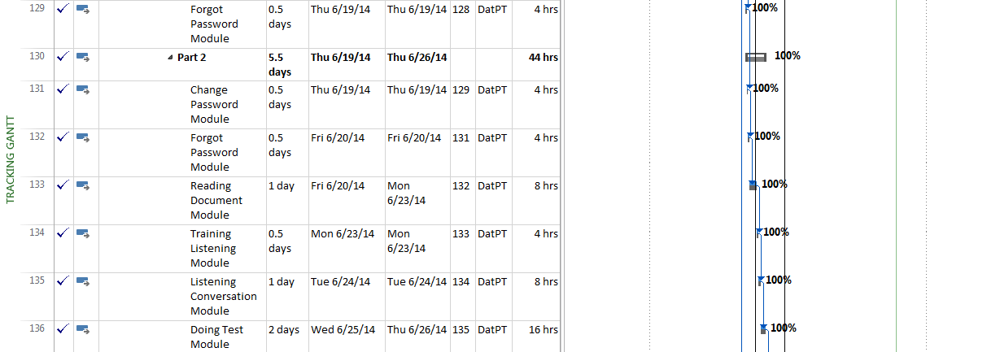 129 Forgot 0.5 Thu 6/19/14 Thu 6/19/14 128 DatPT 4 hrs 100%
Password days
Module
130 Part 2 5.5 Thu 6/19/14 Thu 6/26/14 44 hrs 100%
days
131 Change 0.5 Thu 6/19/14 Thu 6/19/14 129 DatPT 4 hrs 100%
Password days
Module
132 Forgot 0.5 Fri 6/20/14 Fri 6/20/14 131 DatPT 4 hrs 100%
Password days
Module
133 Reading 1 day Fri 6/20/14 Mon 132 DatPT 8 hrs 100%
Document 6/23/14
Module
134 Training 0.5 Mon 6/23/14 Mon 133 DatPT 4 hrs 100%
Listening days 6/23/14
Module
135 Listening 1 day Tue 6/24/14 Tue 6/24/14 134 DatPT 8 hrs 100%
Conversation
Module
136 Doing Test 2 days Wed 6/25/14 Thu 6/26/14 135 DatPT 16 hrs 100%
Module
TRACKING GANTT